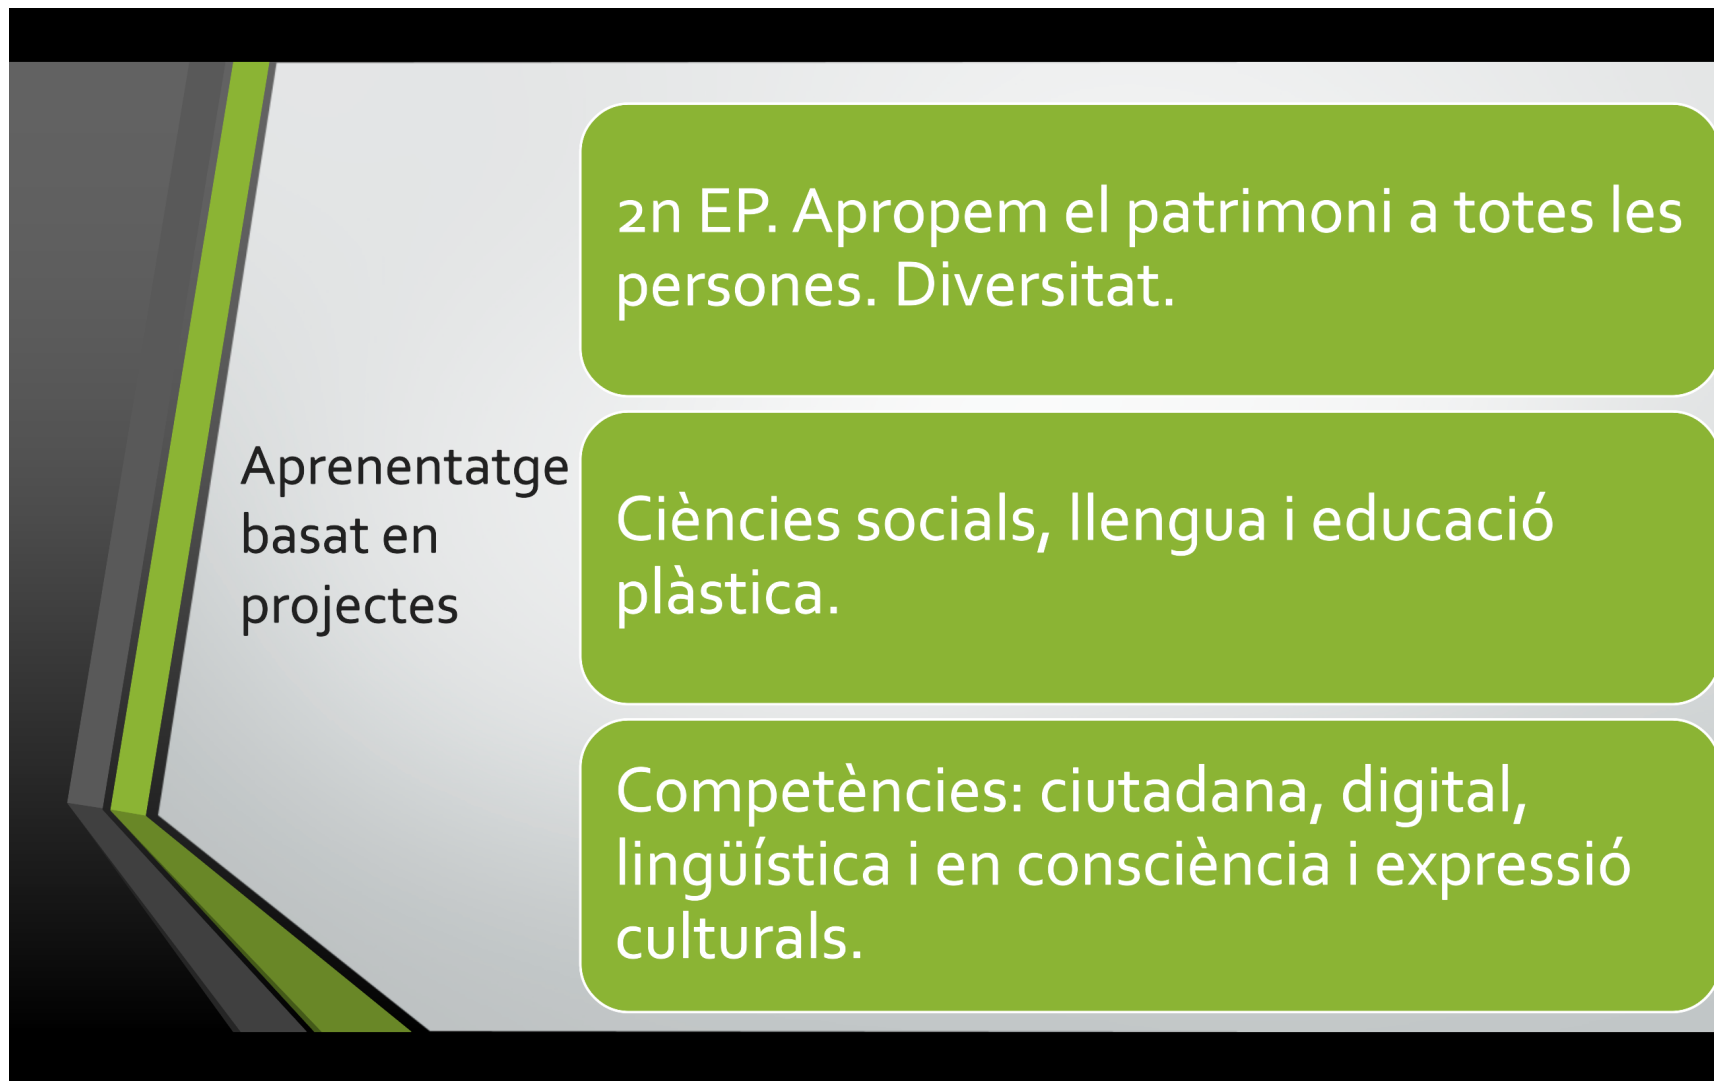 Aprenentatge
basat en
projectes
2n EP. Apropem el patrimoni a totes les
persones. Diversitat.
Ciències socials, llengua i educació
plàstica.
Competències: ciutadana, digital,
lingüística i en consciència i expressió
culturals.